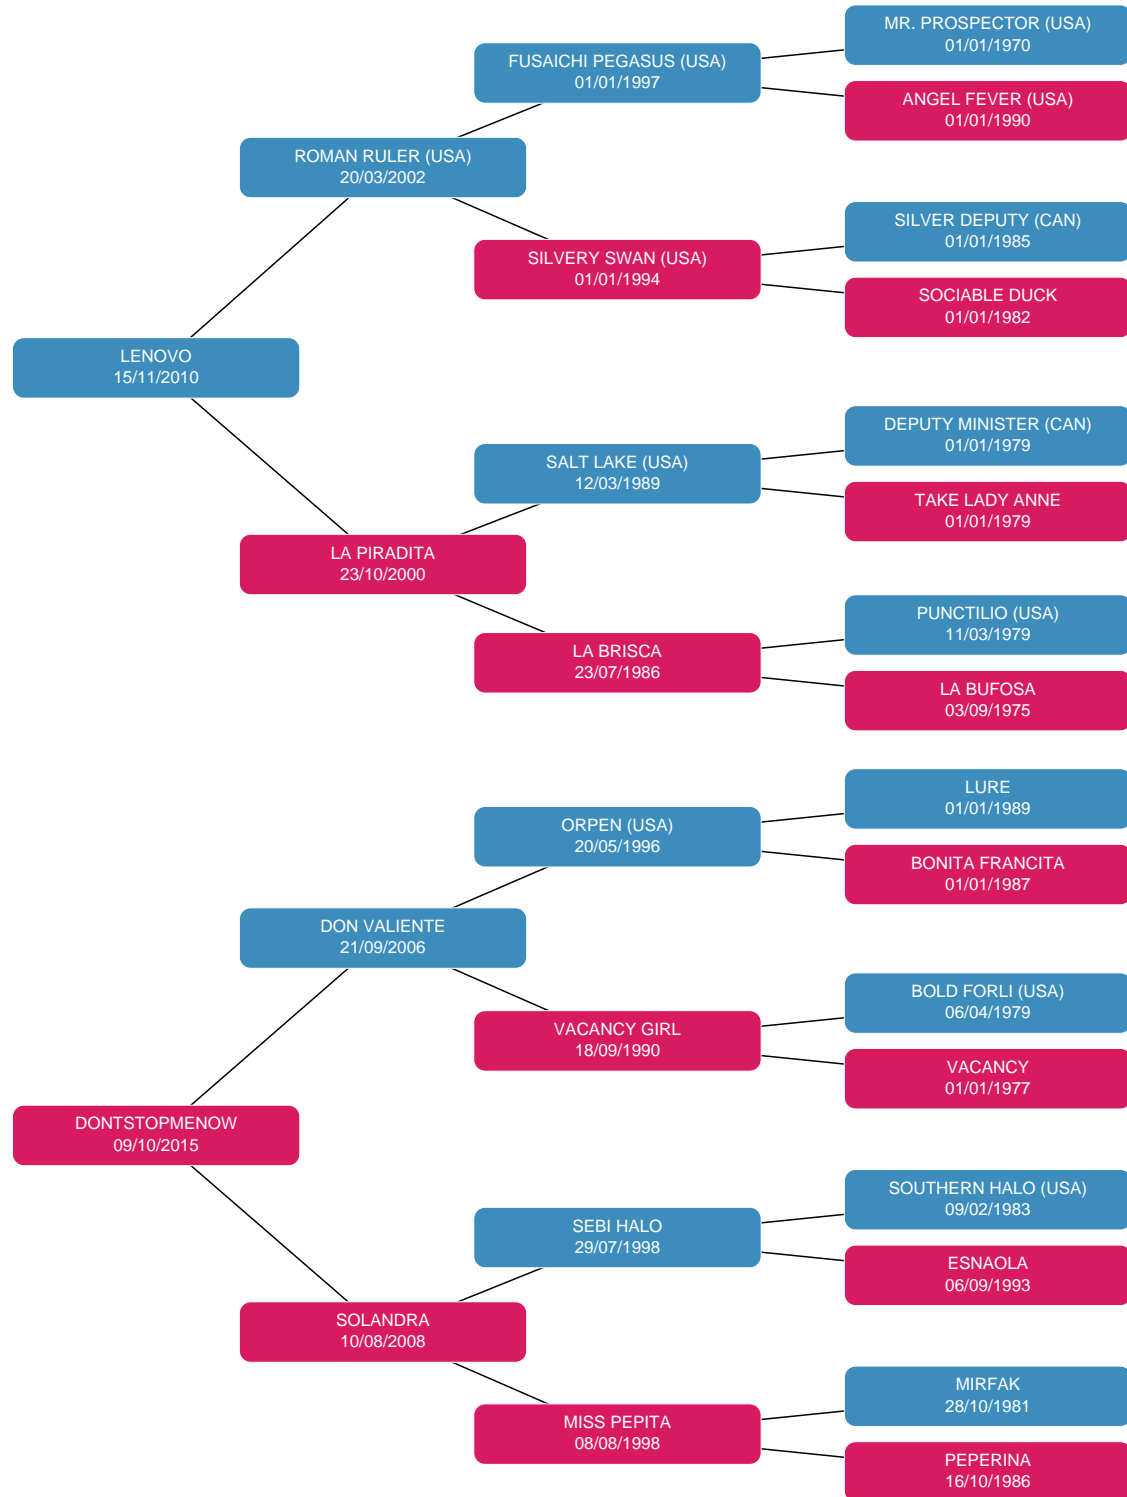 MR. PROSPECTOR (USA)
01/01/1970
FUSAICHI PEGASUS (USA)
01/01/1997
ANGEL FEVER (USA)
01/01/1990
ROMAN RULER (USA)
20/03/2002
SILVER DEPUTY (CAN)
01/01/1985
SILVERY SWAN (USA)
01/01/1994
SOCIABLE DUCK
01/01/1982
LENOVO
15/11/2010
DEPUTY MINISTER (CAN)
01/01/1979
SALT LAKE (USA)
12/03/1989
TAKE LADY ANNE
01/01/1979
LA PIRADITA
23/10/2000
PUNCTILIO (USA)
11/03/1979
LA BRISCA
23/07/1986
LA BUFOSA
03/09/1975
LURE
01/01/1989
ORPEN (USA)
20/05/1996
BONITA FRANCITA
01/01/1987
DON VALIENTE
21/09/2006
BOLD FORLI (USA)
06/04/1979
VACANCY GIRL
18/09/1990
VACANCY
01/01/1977
DONTSTOPMENOW
09/10/2015
SOUTHERN HALO (USA)
09/02/1983
SEBI HALO
29/07/1998
ESNAOLA
06/09/1993
SOLANDRA
10/08/2008
MIRFAK
28/10/1981
MISS PEPITA
08/08/1998
PEPERINA
16/10/1986